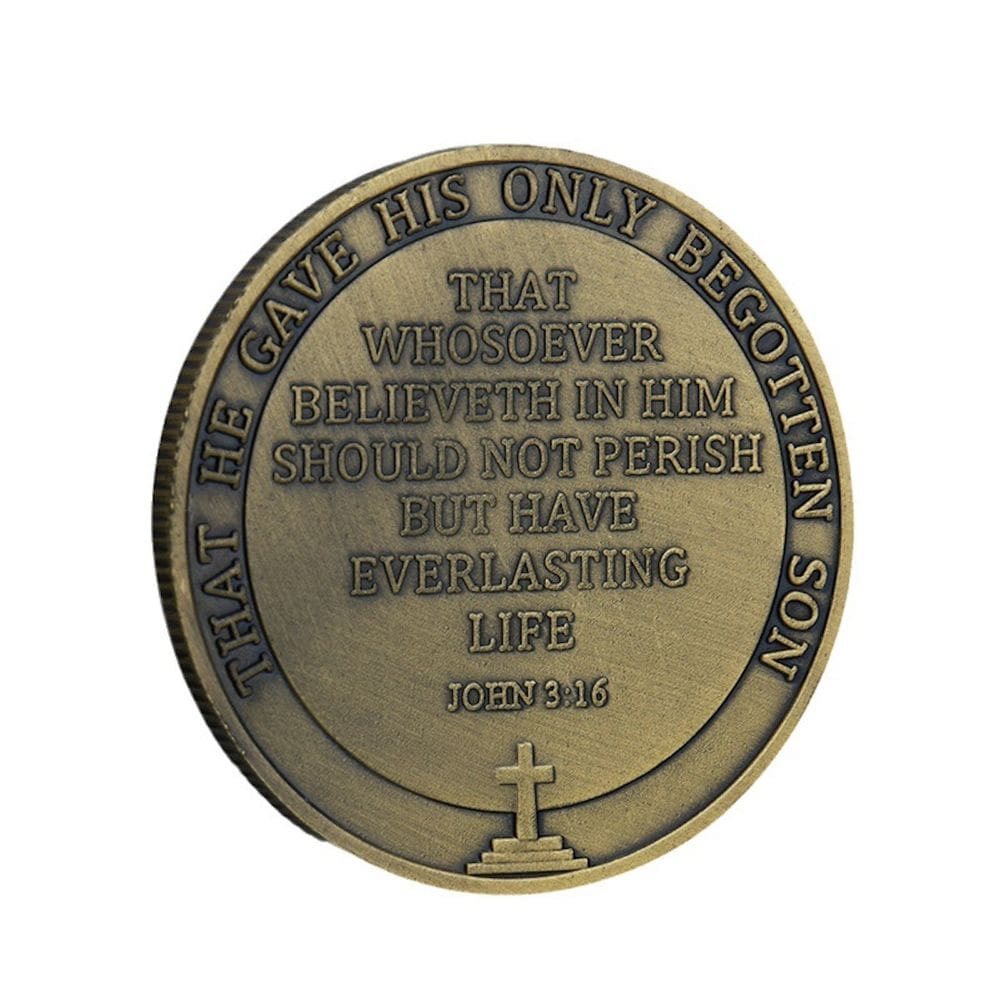 THAT HE GAVE HIS ONLY BEGOTTEN SON
THAT
WHOSOEVER
BELIEVETH IN HIM
SHOULD NOT PERISH
BUT HAVE
EVERLASTING
LIFE
JOHN 3:16